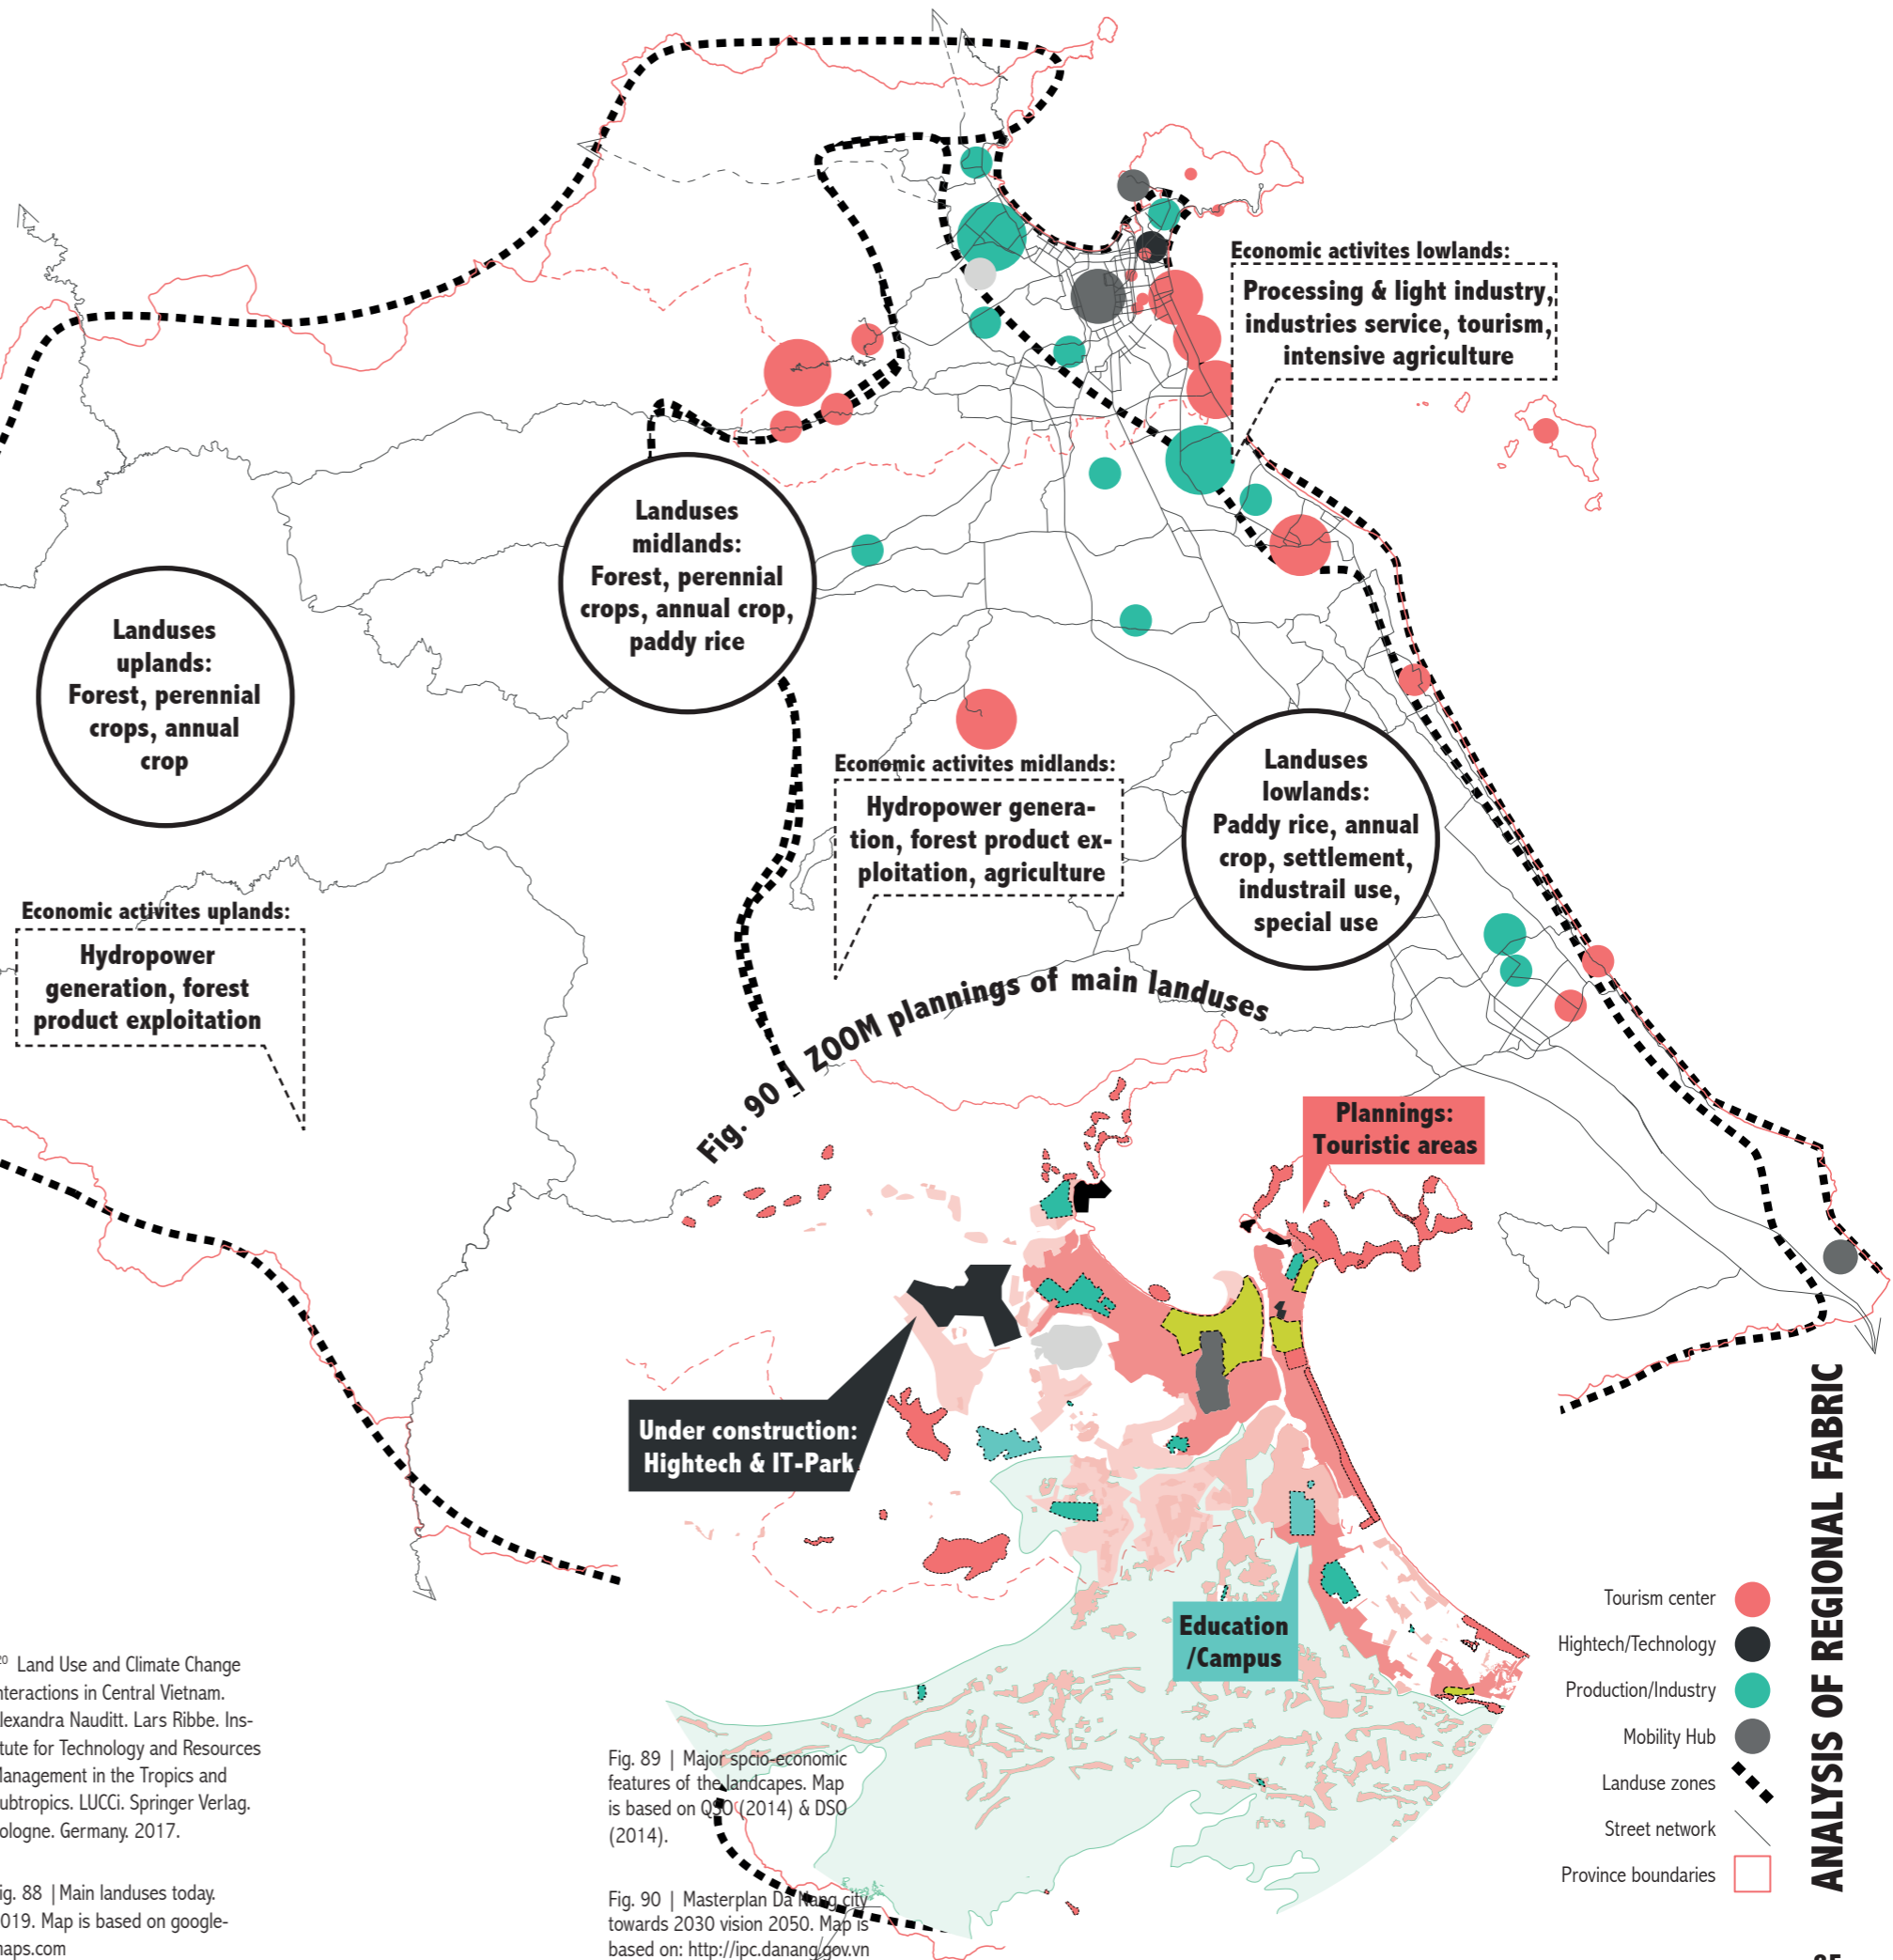 Economic activites lowlands:
Processing & light industry,
industries service, tourism,
intensive agriculture
Landuses
midlands:
Forest, perennial
crops, annual crop,
paddy rice
Landuses
uplands:
Forest, perennial
crops, annual
crop
Economic activites midlands:
Hydropower genera-
tion, forest product ex-
ploitation, agriculture
Landuses
lowlands:
Paddy rice, annual
crop, settlement,
industrail use,
special use
Economic activites uplands:
Hydropower
generation, forest
product exploitation
Fig. 90 | ZOOM plannings of main landuses
Plannings:
Touristic areas
Under construction:
Hightech & IT-Park
Education
/Campus
Tourism center
Hightech/Technology
Production/Industry
Mobility Hub
Landuse zones
Street network
Province boundaries
ANALYSIS OF REGIONAL FABRIC
20 Land Use and Climate Change
nteractions in Central Vietnam.
lexandra Nauditt. Lars Ribbe. Ins-
tute for Technology and Resources
anagement in the Tropics and
ubtropics. LUCCi. Springer Verlag.
ologne. Germany. 2017.
ig. 88 | Main landuses today.
019. Map is based on google-
aps.com
Fig. 89 | Major spcio-economic
features of the landcapes. Map
is based on QSO (2014) & DSO
(2014).
Fig. 90 | Masterplan Da Nang city
towards 2030 vision 2050. Map is
based on: http://ipc.danang.gov.vn